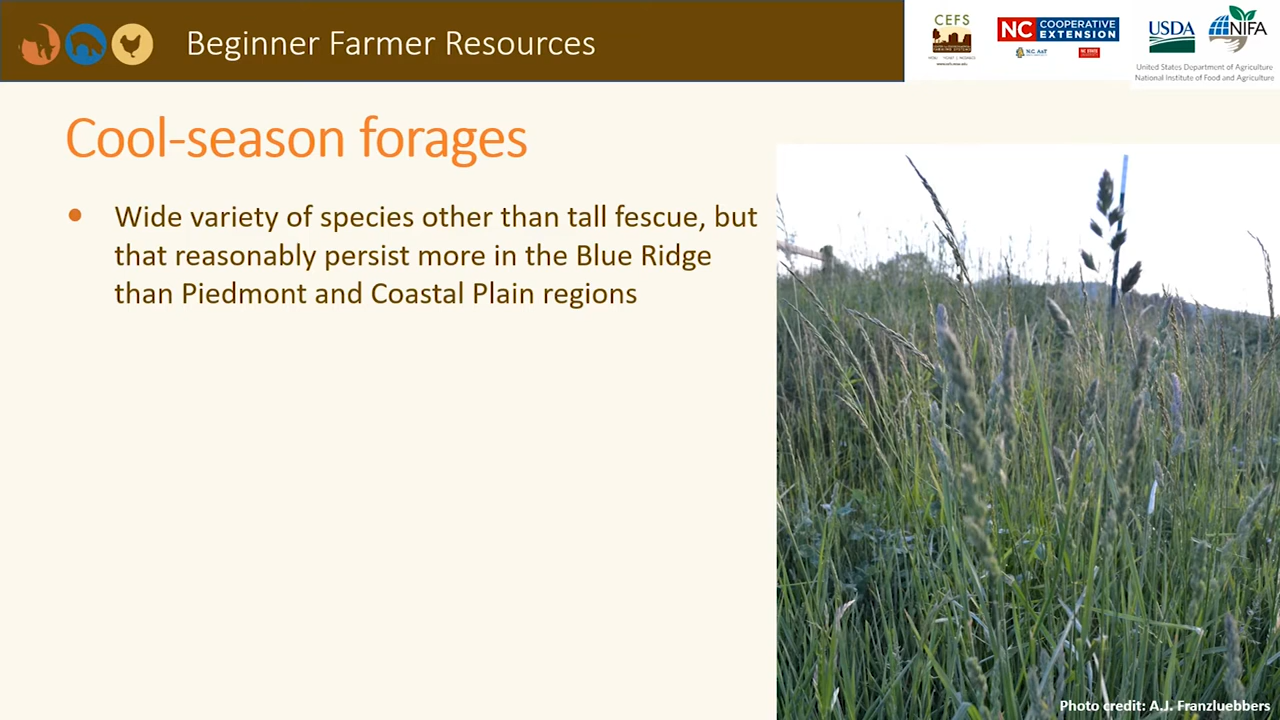 Beginner Farmer Resources
CEFS
NC COOPERATIVE
EXTENSION
USDA
NIFA
United States Department of Agriculture
National Institute of Food and Agriculture
Cool-season forages
Wide variety of species other than tall fescue, but
that reasonably persist more in the Blue Ridge
than Piedmont and Coastal Plain regions
Photo credit: A.J. Franzluebbers